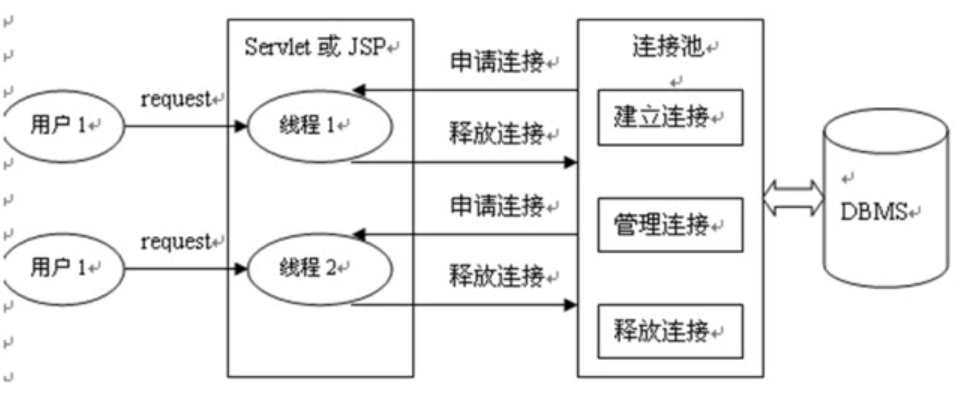 Servlet 或 JSP
连接池
申请连接
request
用户 1
线程 1
建立连接
释放连接
申请连接
管理连接
DBMS
request
用户 1
线程 2
释放连接
释放连接